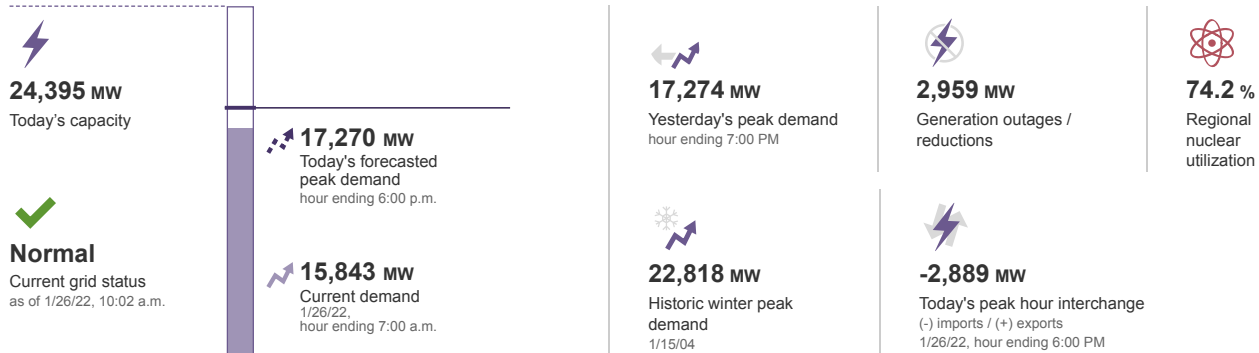 24,395 MW
Today's capacity
Normal
Current grid status
as of 1/26/22, 10:02 a.m.
17,270 MW
Today's forecasted
peak demand
hour ending 6:00 p.m.
15,843 MW
Current demand
1/26/22,
hour ending 7:00 a.m.
17,274 MW
Yesterday's peak demand
hour ending 7:00 PM
2,959 MW
Generation outages /
reductions
74.2 %
Regional
nuclear
utilization
22,818 MW
Historic winter peak
demand
1/15/04
-2,889 MW
Today's peak hour interchange
(-) imports / (+) exports
1/26/22, hour ending 6:00 PM